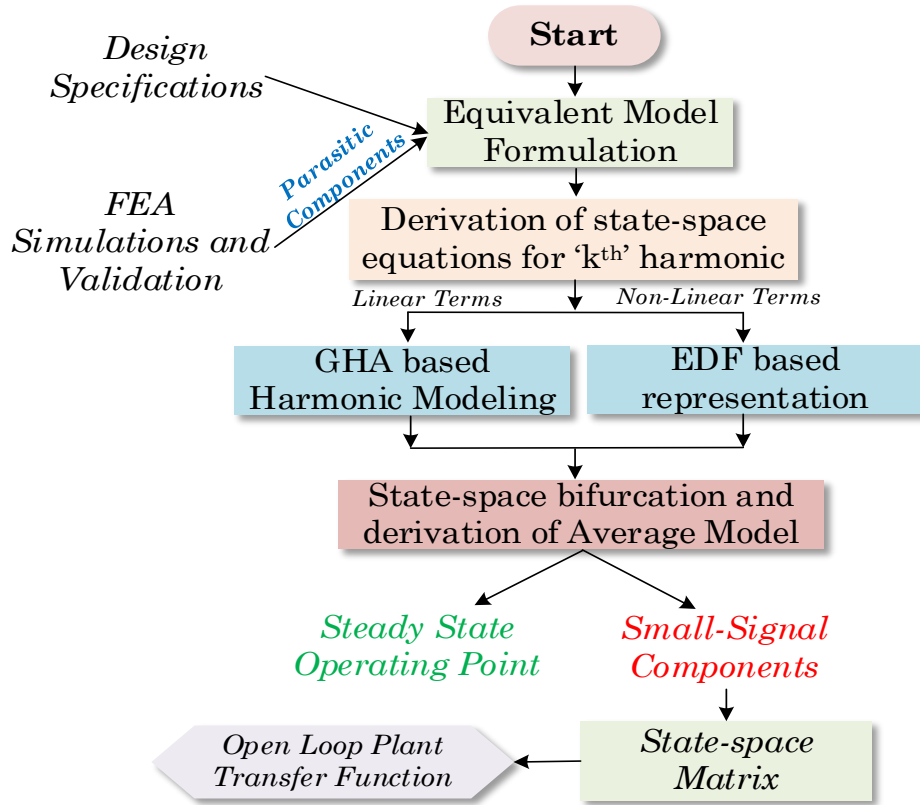 Start
Design
Specifications
Equivalent Model
Formulation
Parasitic
Components
FEA
Simulations and
Validation
Derivation of state-space
equations for ‘kᵗʰ’ harmonic
Linear Terms
Non-Linear Terms
GHA based
Harmonic Modeling
EDF based
representation
State-space bifurcation and
derivation of Average Model
Steady State
Operating Point
Small-Signal
Components
Open Loop Plant
Transfer Function
State-space
Matrix